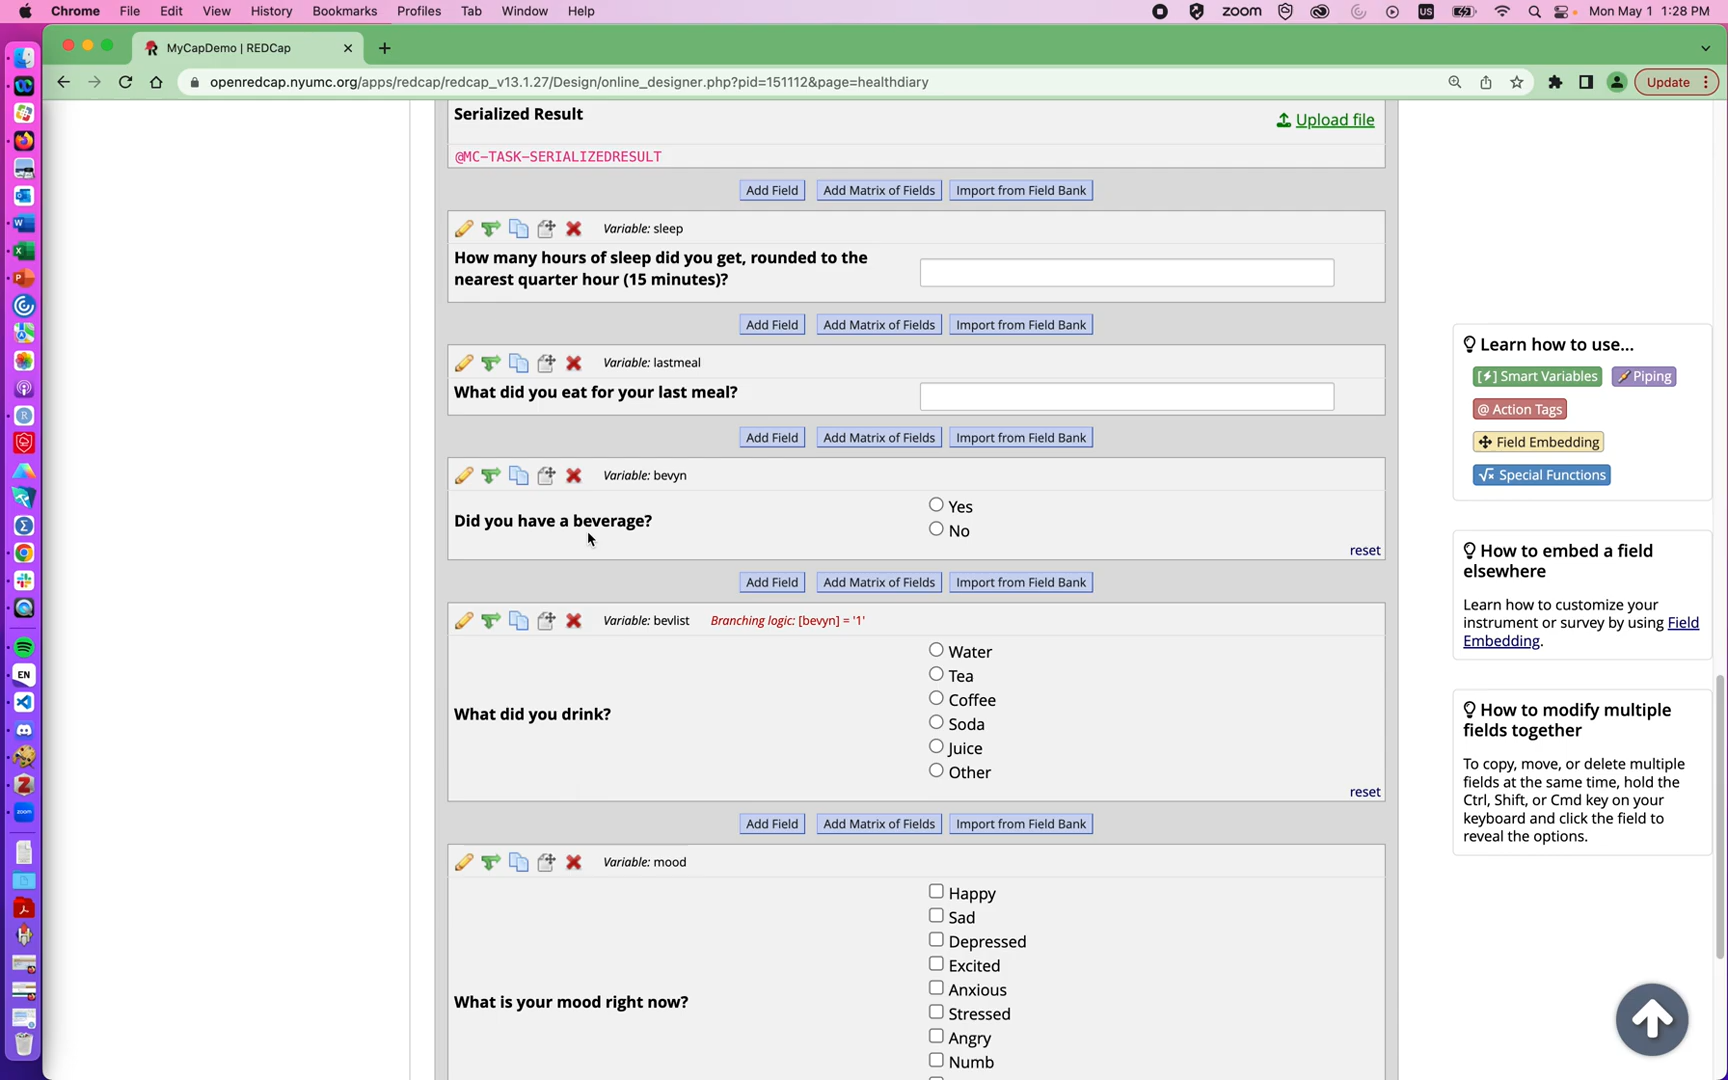 Chrome File Edit View History Bookmarks Profiles Tab Window Help
zoom US Mon May 1 1:28 PM
MyCapDemo | REDCap
openredcap.nyumc.org/apps/redcap/redcap_v13.1.27/Design/online_designer.php?pid=151112&page=healthdiary
Update
Serialized Result
Upload file
@MC-TASK-SERIALIZEDRESULT
Add Field Add Matrix of Fields Import from Field Bank
Variable: sleep
How many hours of sleep did you get, rounded to the
nearest quarter hour (15 minutes)?
Add Field Add Matrix of Fields Import from Field Bank
Variable: lastmeal
What did you eat for your last meal?
Add Field Add Matrix of Fields Import from Field Bank
Variable: bevyn
Did you have a beverage?
Yes
No
reset
Add Field Add Matrix of Fields Import from Field Bank
Variable: bevlist Branching logic: [bevyn] = '1'
What did you drink?
Water
Tea
Coffee
Soda
Juice
Other
reset
Add Field Add Matrix of Fields Import from Field Bank
Variable: mood
What is your mood right now?
Happy
Sad
Depressed
Excited
Anxious
Stressed
Angry
Numb
Learn how to use...
[⚡] Smart Variables Piping
@ Action Tags
Field Embedding
√x Special Functions
How to embed a field
elsewhere
Learn how to customize your
instrument or survey by using Field
Embedding.
How to modify multiple
fields together
To copy, move, or delete multiple
fields at the same time, hold the
Ctrl, Shift, or Cmd key on your
keyboard and click the field to
reveal the options.
EN
zoom